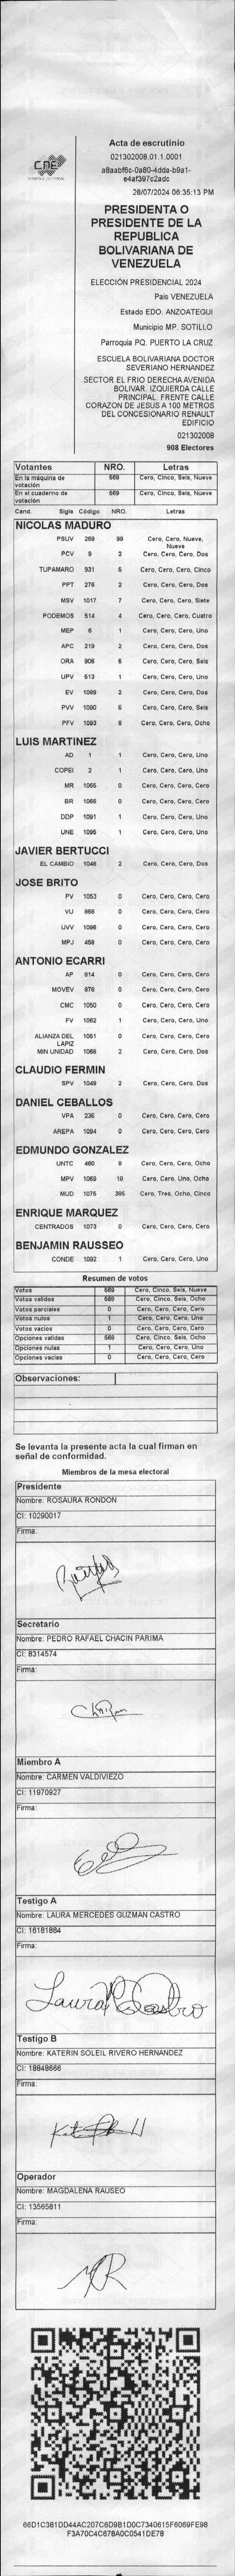 CNE
Acta de escrutinio
021302008.01.1.0001
a8aabf6c-0a80-4dda-b9a1-
e4af397c2adc
28/07/2024 06:35:13 PM
PRESIDENTA O
PRESIDENTE DE LA
REPUBLICA
BOLIVARIANA DE
VENEZUELA
ELECCIÓN PRESIDENCIAL 2024
País VENEZUELA
Estado EDO. ANZOATEGUI
Municipio MP. SOTILLO
Parroquia PQ. PUERTO LA CRUZ
ESCUELA BOLIVARIANA DOCTOR
SEVERIANO HERNANDEZ
SECTOR EL FRIO DERECHA AVENIDA
BOLIVAR. IZQUIERDA CALLE
PRINCIPAL. FRENTE CALLE
CORAZON DE JESUS A 100 METROS
DEL CONCESIONARIO RENAULT
EDIFICIO
021302008
908 Electores
Votantes NRO. Letras
En la máquina de votación 569 Cero, Cinco, Seis, Nueve
En el cuaderno de votación 569 Cero, Cinco, Seis, Nueve
Cand. Sigla Código NRO. Letras
NICOLAS MADURO
PSUV 269 99 Cero, Cero, Nueve,
Nueve
PCV 9 2 Cero, Cero, Cero, Dos
TUPAMARO 931 5 Cero, Cero, Cero, Cinco
PPT 276 2 Cero, Cero, Cero, Dos
MSV 1017 7 Cero, Cero, Cero, Siete
PODEMOS 514 4 Cero, Cero, Cero, Cuatro
MEP 6 1 Cero, Cero, Cero, Uno
APC 219 2 Cero, Cero, Cero, Dos
ORA 906 6 Cero, Cero, Cero, Seis
UPV 613 1 Cero, Cero, Cero, Uno
EV 1089 2 Cero, Cero, Cero, Dos
PVV 1090 6 Cero, Cero, Cero, Seis
PFV 1093 8 Cero, Cero, Cero, Ocho
LUIS MARTINEZ
AD 1 1 Cero, Cero, Cero, Uno
COPEI 2 1 Cero, Cero, Cero, Uno
MR 1065 0 Cero, Cero, Cero, Cero
BR 1066 0 Cero, Cero, Cero, Cero
DDP 1091 1 Cero, Cero, Cero, Uno
UNE 1095 1 Cero, Cero, Cero, Uno
JAVIER BERTUCCI
EL CAMBIO 1048 2 Cero, Cero, Cero, Dos
JOSE BRITO
PV 1053 0 Cero, Cero, Cero, Cero
VU 868 0 Cero, Cero, Cero, Cero
UVV 1096 0 Cero, Cero, Cero, Cero
MPJ 458 0 Cero, Cero, Cero, Cero
ANTONIO ECARRI
AP 814 0 Cero, Cero, Cero, Cero
MOVEV 878 0 Cero, Cero, Cero, Cero
CMC 1050 0 Cero, Cero, Cero, Cero
FV 1062 1 Cero, Cero, Cero, Uno
ALIANZA DEL 1051 0 Cero, Cero, Cero, Cero
LAPIZ
MIN UNIDAD 1068 2 Cero, Cero, Cero, Dos
CLAUDIO FERMIN
SPV 1049 2 Cero, Cero, Cero, Dos
DANIEL CEBALLOS
VPA 236 0 Cero, Cero, Cero, Cero
AREPA 1094 0 Cero, Cero, Cero, Cero
EDMUNDO GONZALEZ
UNTC 460 8 Cero, Cero, Cero, Ocho
MPV 1069 18 Cero, Cero, Uno, Ocho
MUD 1075 385 Cero, Tres, Ocho, Cinco
ENRIQUE MARQUEZ
CENTRADOS 1073 0 Cero, Cero, Cero, Cero
BENJAMIN RAUSSEO
CONDE 1092 1 Cero, Cero, Cero, Uno
Resumen de votos
Votos 569 Cero, Cinco, Seis, Nueve
Votos validos 568 Cero, Cinco, Seis, Ocho
Votos parciales 0 Cero, Cero, Cero, Cero
Votos nulos 1 Cero, Cero, Cero, Uno
Votos vacios 0 Cero, Cero, Cero, Cero
Opciones validas 568 Cero, Cinco, Seis, Ocho
Opciones nulas 1 Cero, Cero, Cero, Uno
Opciones vacias 0 Cero, Cero, Cero, Cero
Observaciones:
Se levanta la presente acta la cual firman en
señal de conformidad.
Miembros de la mesa electoral
Presidente
Nombre: ROSAURA RONDON
CI: 10290017
Firma:
Secretario
Nombre: PEDRO RAFAEL CHACIN PARIMA
CI: 8314574
Firma:
Miembro A
Nombre: CARMEN VALDIVIEZO
CI: 11970927
Firma:
Testigo A
Nombre: LAURA MERCEDES GUZMAN CASTRO
CI: 16181884
Firma:
Testigo B
Nombre: KATERIN SOLEIL RIVERO HERNANDEZ
CI: 18848666
Firma:
Operador
Nombre: MAGDALENA RAUSEO
CI: 13565811
Firma:
66D1C381DD44AC207C6D9B1D0C7340615F6069FE98
F3A70C4C678A0C0541DE78